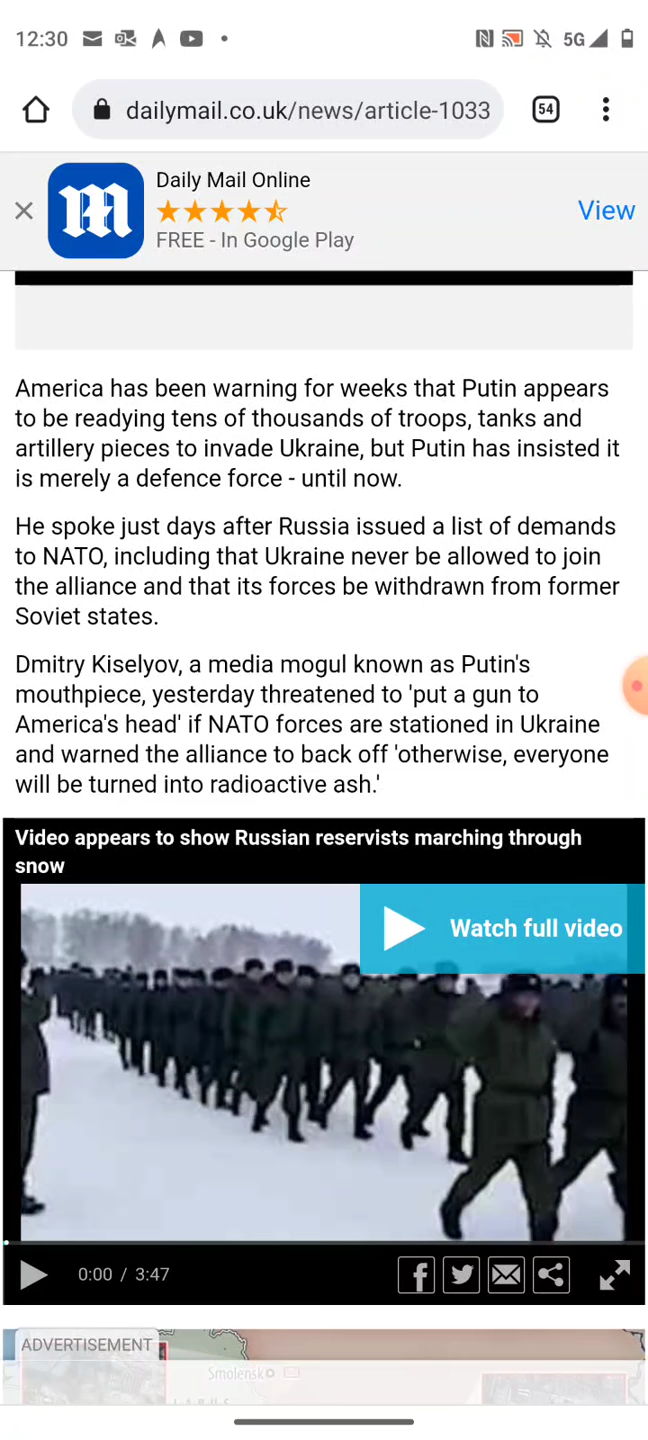 12:30
5G
dailymail.co.uk/news/article-1033
54
Daily Mail Online
FREE - In Google Play
View
America has been warning for weeks that Putin appears
to be readying tens of thousands of troops, tanks and
artillery pieces to invade Ukraine, but Putin has insisted it
is merely a defence force - until now.
He spoke just days after Russia issued a list of demands
to NATO, including that Ukraine never be allowed to join
the alliance and that its forces be withdrawn from former
Soviet states.
Dmitry Kiselyov, a media mogul known as Putin's
mouthpiece, yesterday threatened to 'put a gun to
America's head' if NATO forces are stationed in Ukraine
and warned the alliance to back off 'otherwise, everyone
will be turned into radioactive ash.'
Video appears to show Russian reservists marching through
snow
Watch full video
0:00 / 3:47
ADVERTISEMENT
Smolensk